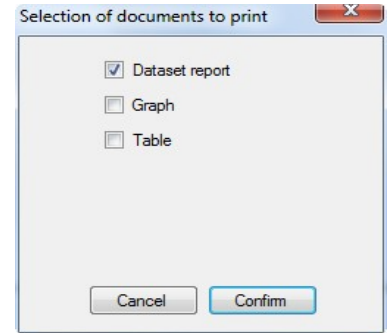 Selection of documents to print
Dataset report
Graph
Table
Cancel Confirm